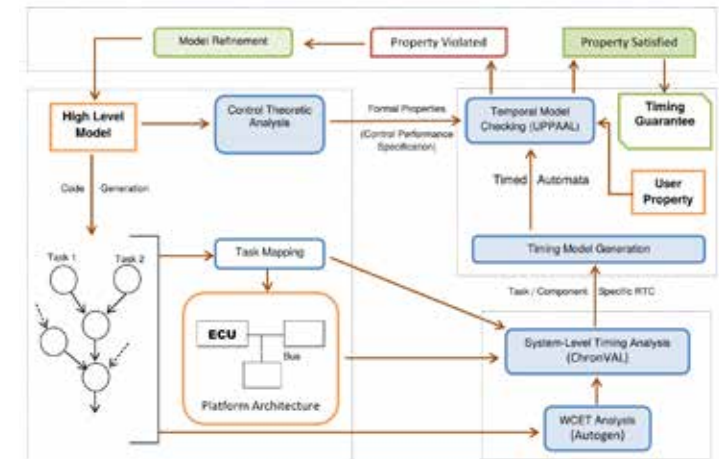 Model Refinement
Property Violated
Property Satisfied
High Level
Model
Control Theoretic
Analysis
Formal Properties
(Control Performance
Specification)
Temporal Model
Checking (UPPAAL)
Timing
Guarantee
User
Property
Code Generation
Timed Automata
Task 1
Task 2
Task Mapping
Timing Model Generation
Task / Component Specific RTC
ECU
Bus
Platform Architecture
System-Level Timing Analysis
(ChronVAL)
WCET Analysis
(Autogen)